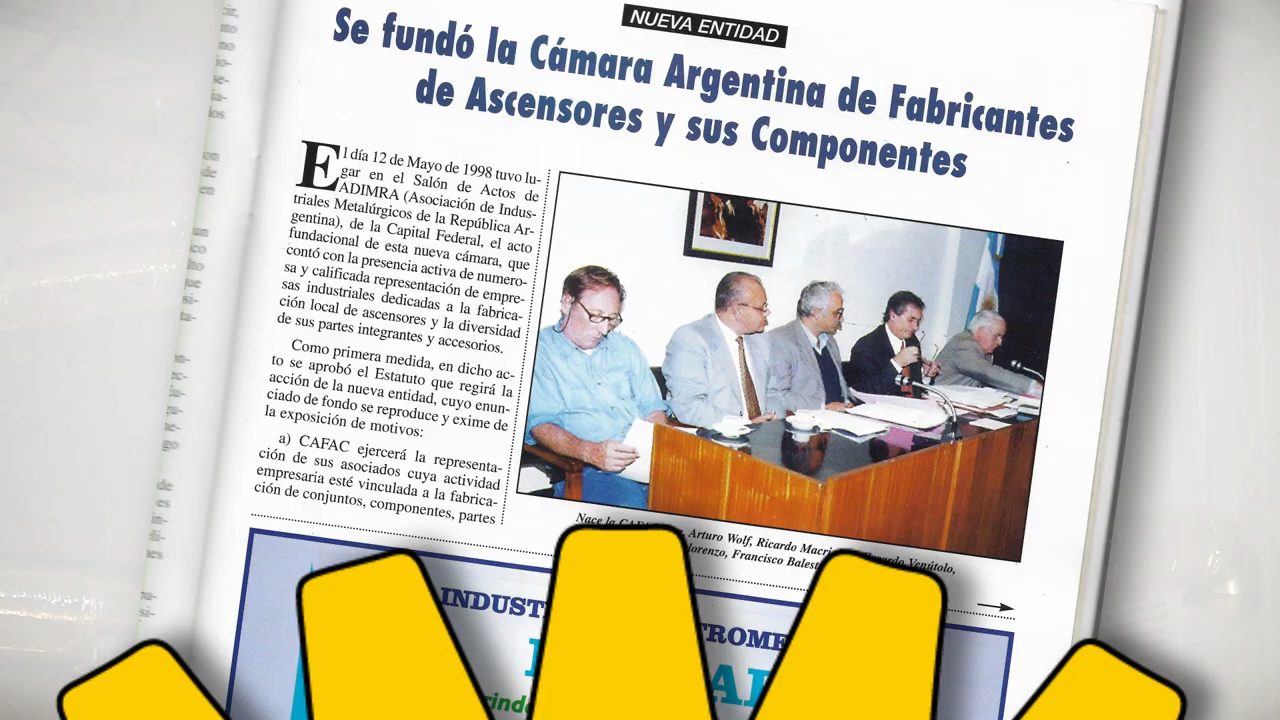 NUEVA ENTIDAD
Se fundó la Cámara Argentina de Fabricantes
de Ascensores y sus Componentes
El día 12 de Mayo de 1998 tuvo lu-
gar en el Salón de Actos de
ADIMRA (Asociación de Indus-
triales Metalúrgicos de la República Ar-
gentina), de la Capital Federal, el acto
fundacional de esta nueva cámara, que
contó con la presencia activa de numero-
sa y calificada representación de empre-
sas industriales dedicadas a la fabrica-
ción local de ascensores y la diversidad
de sus partes integrantes y accesorios.
Como primera medida, en dicho ac-
to se aprobó el Estatuto que regirá la
acción de la nueva entidad, cuyo enun-
ciado de fondo se reproduce y exime de
la exposición de motivos:
a) CAFAC ejercerá la representa-
ción de sus asociados cuya actividad
empresaria esté vinculada a la fabrica-
ción de conjuntos, componentes, partes
Nace la Arturo Wolf, Ricardo Macri Venútolo,
Francisco
INDUST